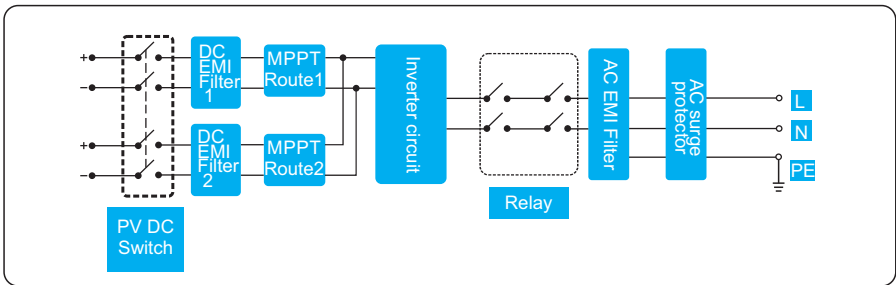 +
−
+
−
PV DC
Switch
DC
EMI
Filter
1
DC
EMI
Filter
2
MPPT
Route1
MPPT
Route2
Inverter circuit
Relay
AC EMI Filter
AC surge
protector
L
N
PE